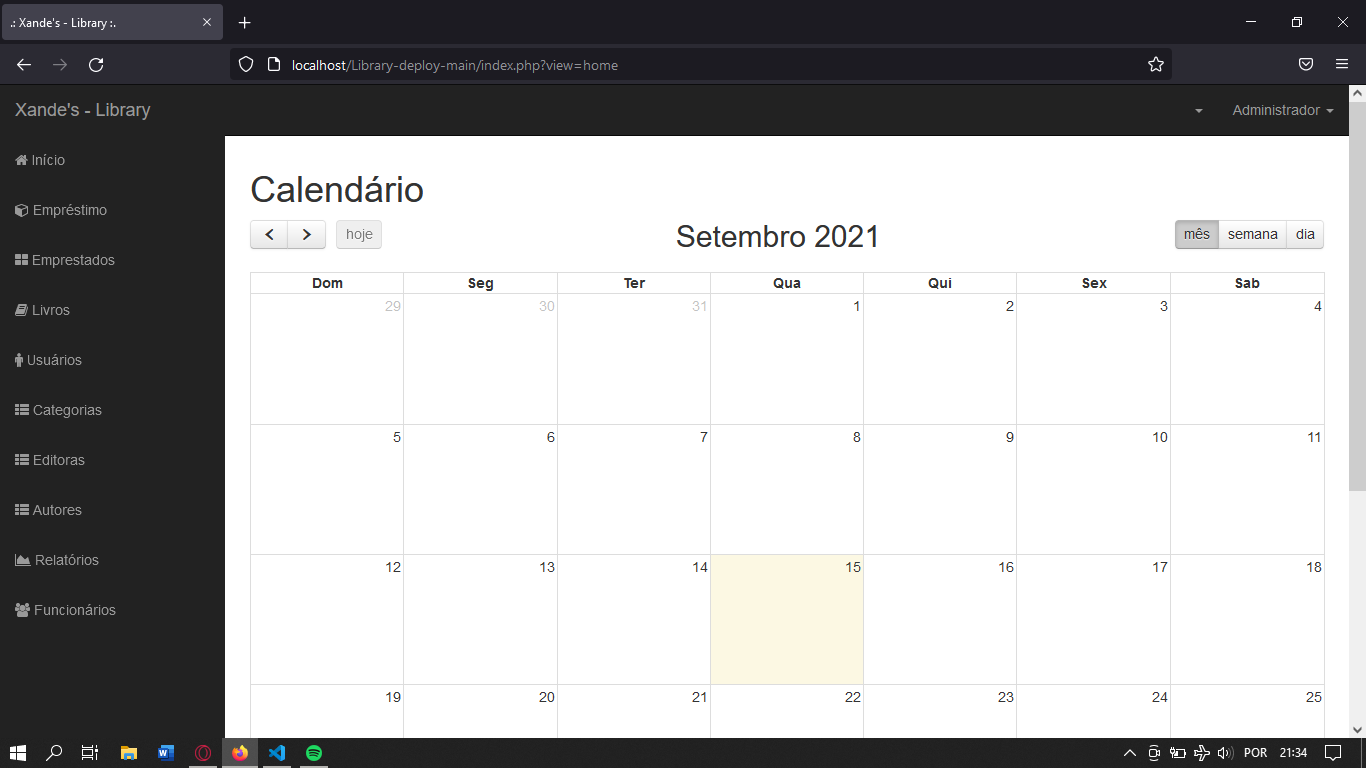 .: Xande's - Library :.
localhost/Library-deploy-main/index.php?view=home
Xande's - Library
Administrador
Início
Empréstimo
Emprestados
Livros
Usuários
Categorias
Editoras
Autores
Relatórios
Funcionários
Calendário
hoje
Setembro 2021
mês semana dia
Dom Seg Ter Qua Qui Sex Sab
29 30 31 1 2 3 4
5 6 7 8 9 10 11
12 13 14 15 16 17 18
19 20 21 22 23 24 25
POR 21:34